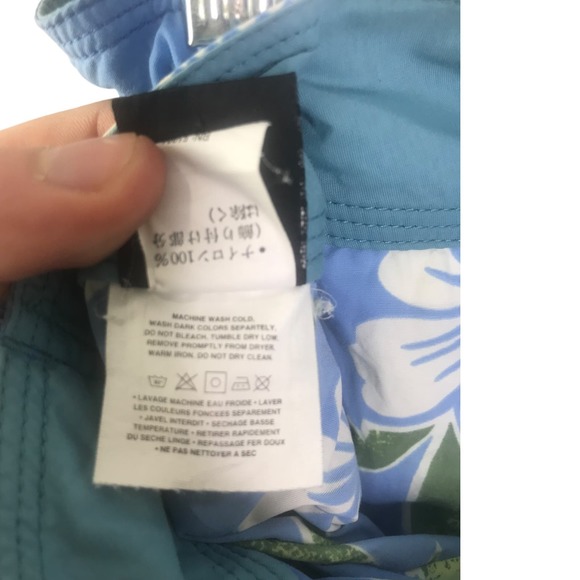 • ナイロン100%
(飾り付け部分
は除く)
MACHINE WASH COLD,
WASH DARK COLORS SEPARTELY,
DO NOT BLEACH, TUMBLE DRY LOW,
REMOVE PROMPTLY FROM DRYER,
WARM IRON, DO NOT DRY CLEAN.
• LAVAGE MACHINE EAU FROIDE • LAVER
LES COULEURS FONCEES SEPAREMENT
• JAVEL INTERDIT • SECHAGE BASSE
TEMPERATURE • RETIRER RAPIDEMENT
DU SECHE LINGE • REPASSAGE FER DOUX
• NE PAS NETTOYER A SEC